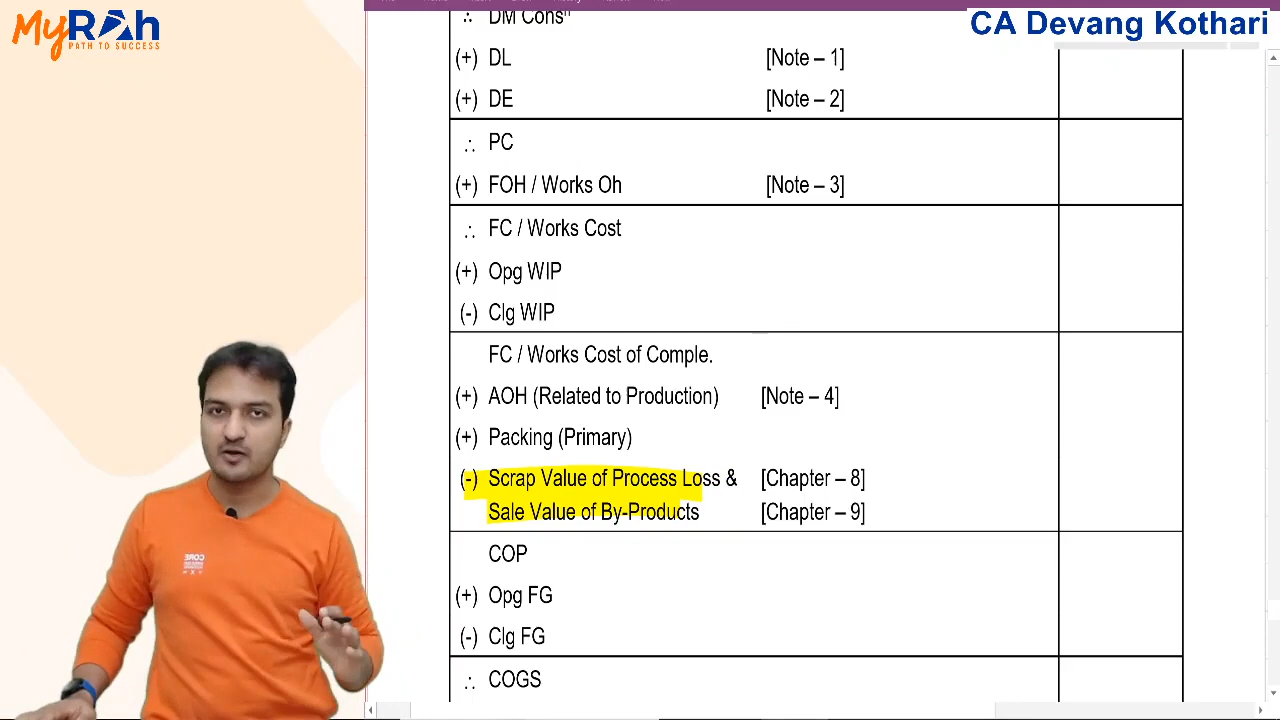 MyRAh
PATH TO SUCCESS
CA Devang Kothari
∴ DM Consⁿ
(+) DL [Note – 1]
(+) DE [Note – 2]
∴ PC
(+) FOH / Works Oh [Note – 3]
∴ FC / Works Cost
(+) Opg WIP
(-) Clg WIP
FC / Works Cost of Comple.
(+) AOH (Related to Production) [Note – 4]
(+) Packing (Primary)
(-) Scrap Value of Process Loss & [Chapter – 8]
Sale Value of By-Products [Chapter – 9]
COP
(+) Opg FG
(-) Clg FG
∴ COGS